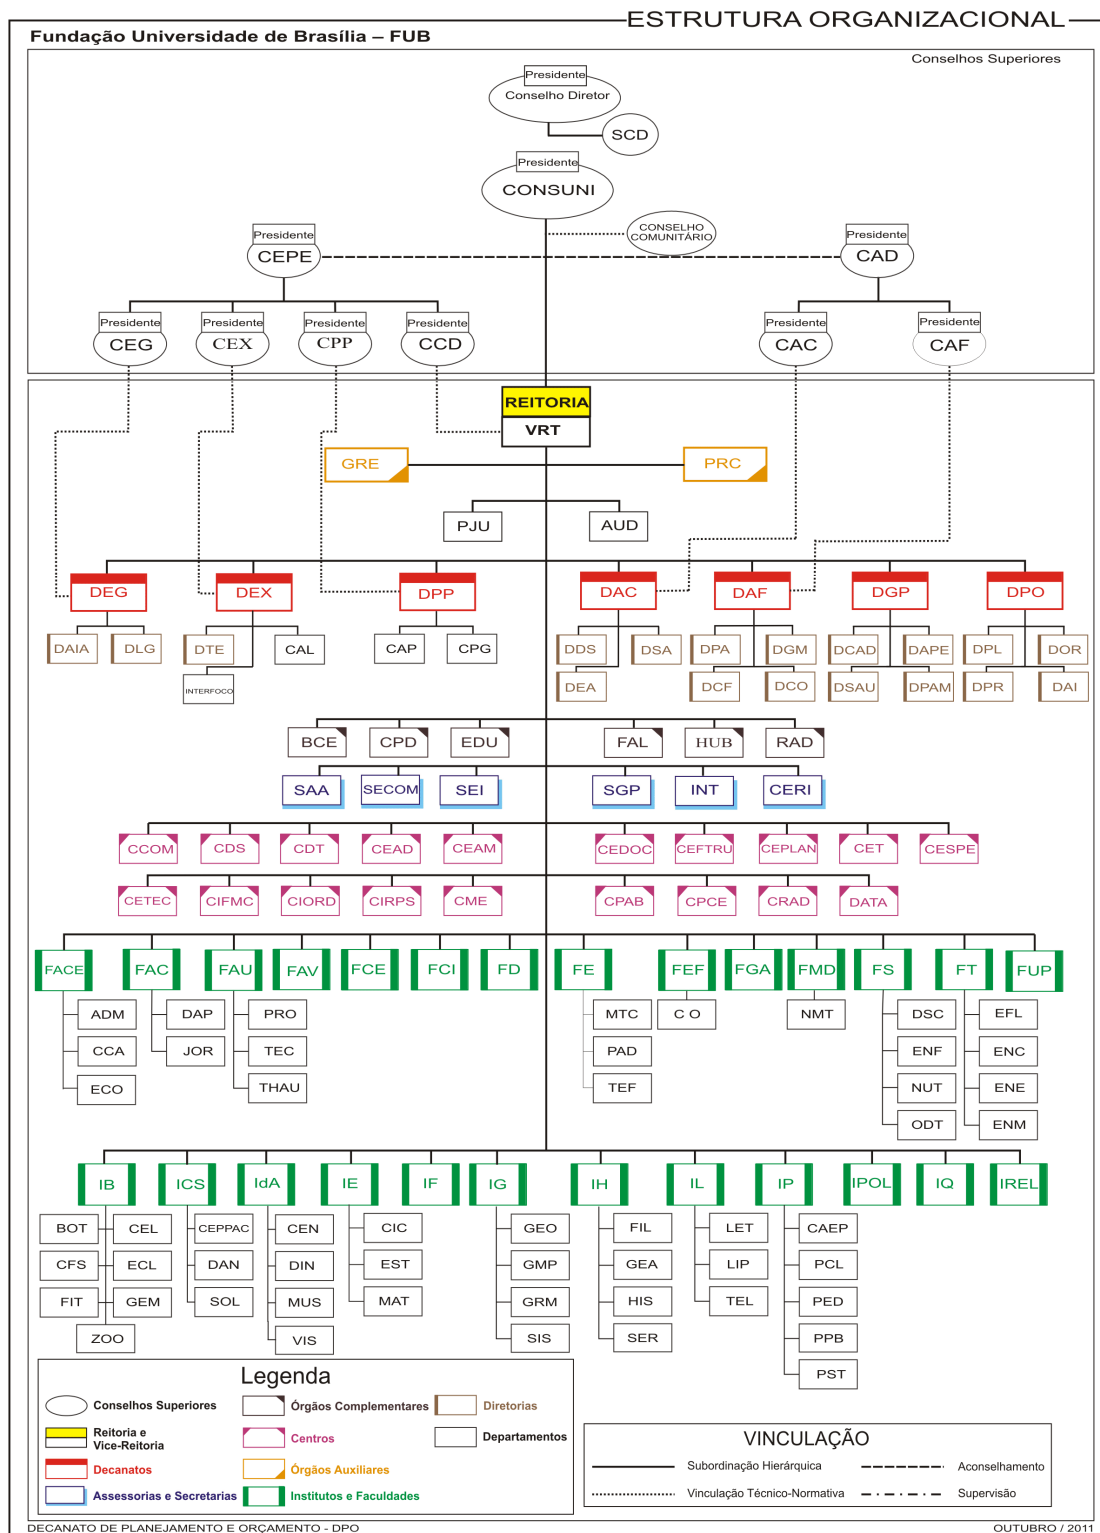 ESTRUTURA ORGANIZACIONAL
Fundação Universidade de Brasília – FUB
Conselhos Superiores
Presidente
Conselho Diretor
SCD
Presidente
CONSUNI
CONSELHO
COMUNITÁRIO
Presidente
CEPE
Presidente
CAD
Presidente Presidente Presidente Presidente Presidente Presidente
CEG CEX CPP CCD CAC CAF
REITORIA
VRT
GRE PRC
PJU AUD
DEG DEX DPP DAC DAF DGP DPO
DAIA DLG DTE CAL CAP CPG DDS DSA DPA DGM DCAD DAPE DPL DOR
INTERFOCO DEA DCF DCO DSAU DPAM DPR DAI
BCE CPD EDU FAL HUB RAD
SAA SECOM SEI SGP INT CERI
CCOM CDS CDT CEAD CEAM CEDOC CEFTRU CEPLAN CET CESPE
CETEC CIFMC CIORD CIRPS CME CPAB CPCE CRAD DATA
FACE FAC FAU FAV FCE FCI FD FE FEF FGA FMD FS FT FUP
ADM DAP PRO MTC C O NMT DSC EFL
CCA JOR TEC PAD ENF ENC
ECO THAU TEF NUT ENE
ODT ENM
IB ICS IdA IE IF IG IH IL IP IPOL IQ IREL
BOT CEL CEPPAC CEN CIC GEO FIL LET CAEP
CFS ECL DAN DIN EST GMP GEA LIP PCL
FIT GEM SOL MUS MAT GRM HIS TEL PED
ZOO VIS SIS SER PPB
PST
Legenda
Conselhos Superiores Órgãos Complementares Diretorias
Reitoria e
Vice-Reitoria Centros Departamentos
Decanatos Órgãos Auxiliares
Assessorias e Secretarias Institutos e Faculdades
VINCULAÇÃO
Subordinação Hierárquica Aconselhamento
Vinculação Técnico-Normativa Supervisão
DECANATO DE PLANEJAMENTO E ORÇAMENTO - DPO OUTUBRO / 2011